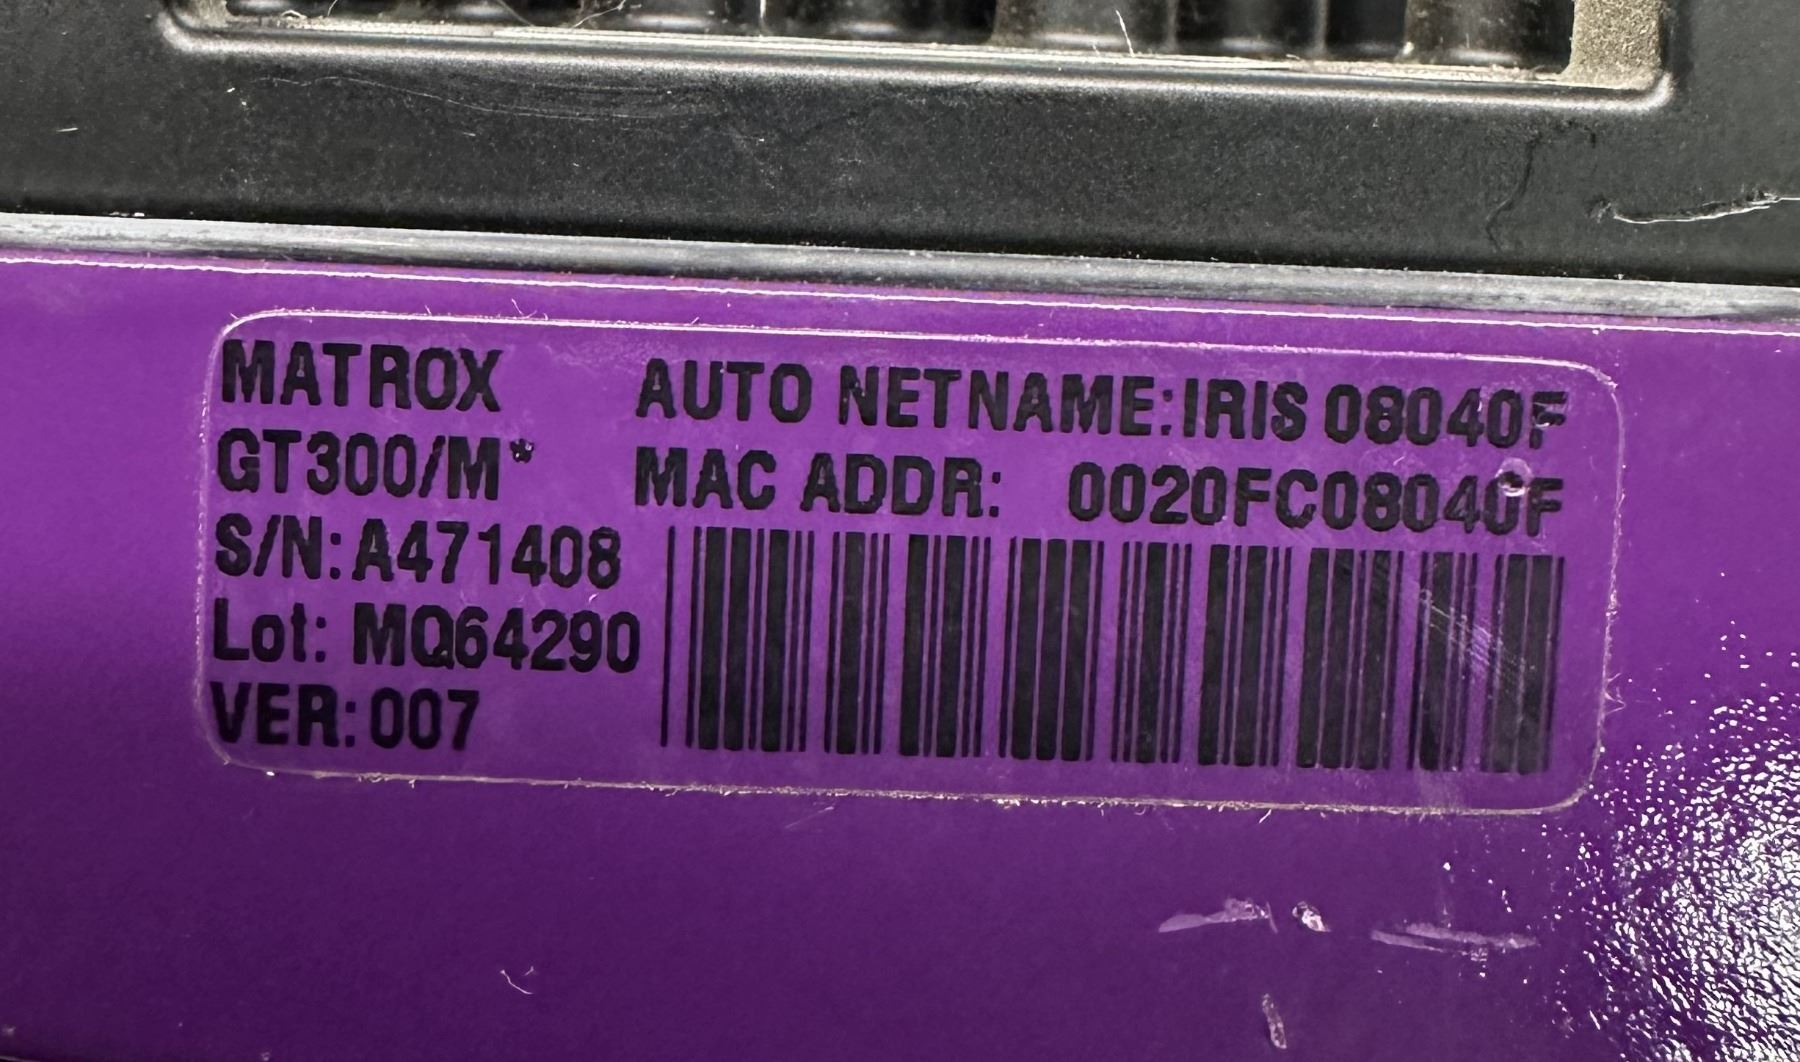 MATROX
GT300/M*
S/N: A471408
Lot: MQ64290
VER: 007
AUTO NETNAME: IRIS 08040F
MAC ADDR: 0020FC08040F